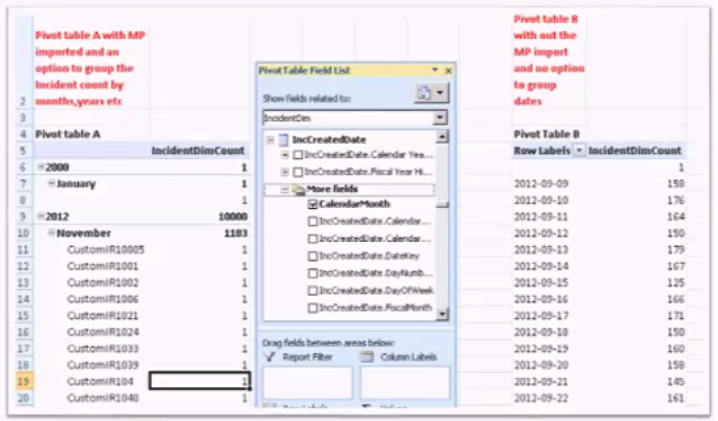 Pivot table A with MP
imported and an
option to group the
Incident count by
months,years etc
Pivot table B
with out the
MP import
and no option
to group
dates
2
3
4 Pivot table A
Pivot Table B
5 IncidentDimCount
Row Labels IncidentDimCount
6 2000 1
1
7 January 1
2012-09-09 158
8 1
2012-09-10 176
9 2012 10000
2012-09-11 164
10 November 1183
2012-09-12 150
11 CustomIR10005 1
2012-09-13 179
12 CustomIR1001 1
2012-09-14 167
13 CustomIR1002 1
2012-09-15 125
14 CustomIR1006 1
2012-09-16 166
15 CustomIR1021 1
2012-09-17 171
16 CustomIR1024 1
2012-09-18 150
17 CustomIR1033 1
2012-09-19 160
18 CustomIR1039 1
2012-09-20 158
19 CustomIR104 1
2012-09-21 145
20 CustomIR1040 1
2012-09-22 161
PivotTable Field List
Show fields related to:
IncidentDim
IncCreatedDate
IncCreatedDate.Calendar Yea...
IncCreatedDate.Fiscal Year Hi...
More fields
CalendarMonth
IncCreatedDate.Calendar...
IncCreatedDate.Calendar...
IncCreatedDate.DateKey
IncCreatedDate.DayNumb...
IncCreatedDate.DayOfWeek
IncCreatedDate.FiscalMonth
Drag fields between areas below:
Report Filter
Column Labels